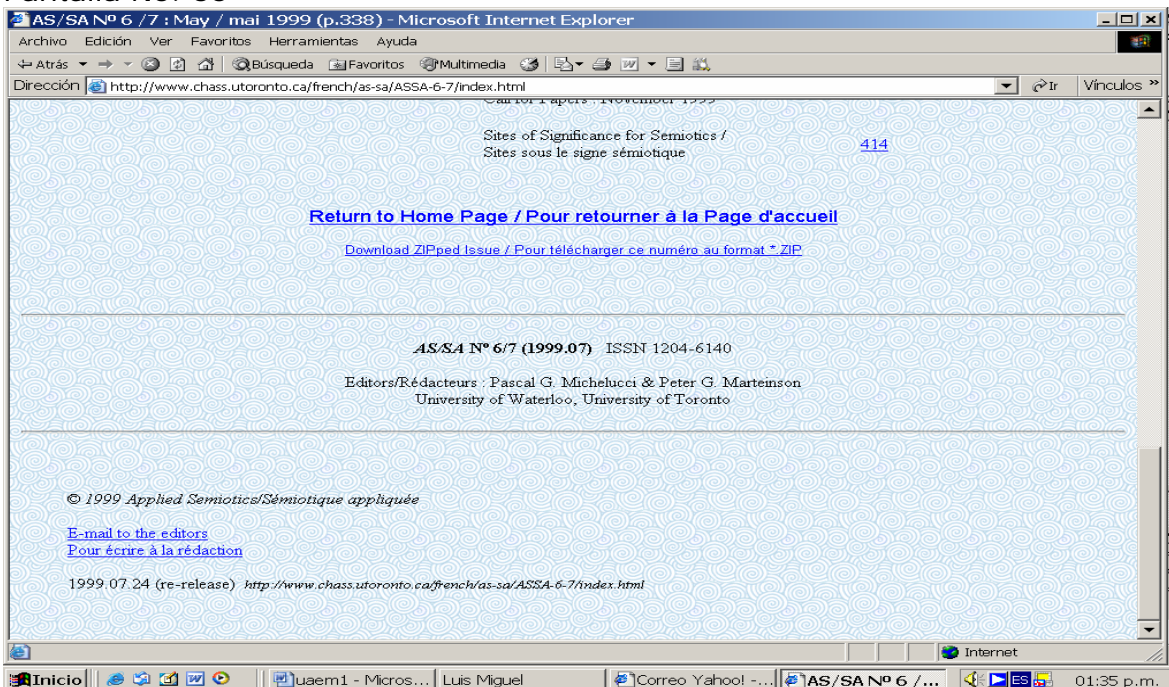 AS/SA Nº 6 /7 : May / mai 1999 (p.338) - Microsoft Internet Explorer
Archivo Edición Ver Favoritos Herramientas Ayuda
Atrás Búsqueda Favoritos Multimedia
Dirección http://www.chass.utoronto.ca/french/as-sa/ASSA-6-7/index.html Ir Vínculos »
Call for Papers : November 1999
Sites of Significance for Semiotics /
Sites sous le signe sémiotique 414
Return to Home Page / Pour retourner à la Page d'accueil
Download ZIPped Issue / Pour télécharger ce numéro au format *.ZIP
AS/SA Nº 6/7 (1999.07) ISSN 1204-6140
Editors/Rédacteurs : Pascal G. Michelucci & Peter G. Marteinson
University of Waterloo, University of Toronto
© 1999 Applied Semiotics/Sémiotique appliquée
E-mail to the editors
Pour écrire à la rédaction
1999.07.24 (re-release) http://www.chass.utoronto.ca/french/as-sa/ASSA-6-7/index.html
Internet
Inicio uaem1 - Micros... Luis Miguel Correo Yahoo! -... AS/SA Nº 6 /... ES 01:35 p.m.